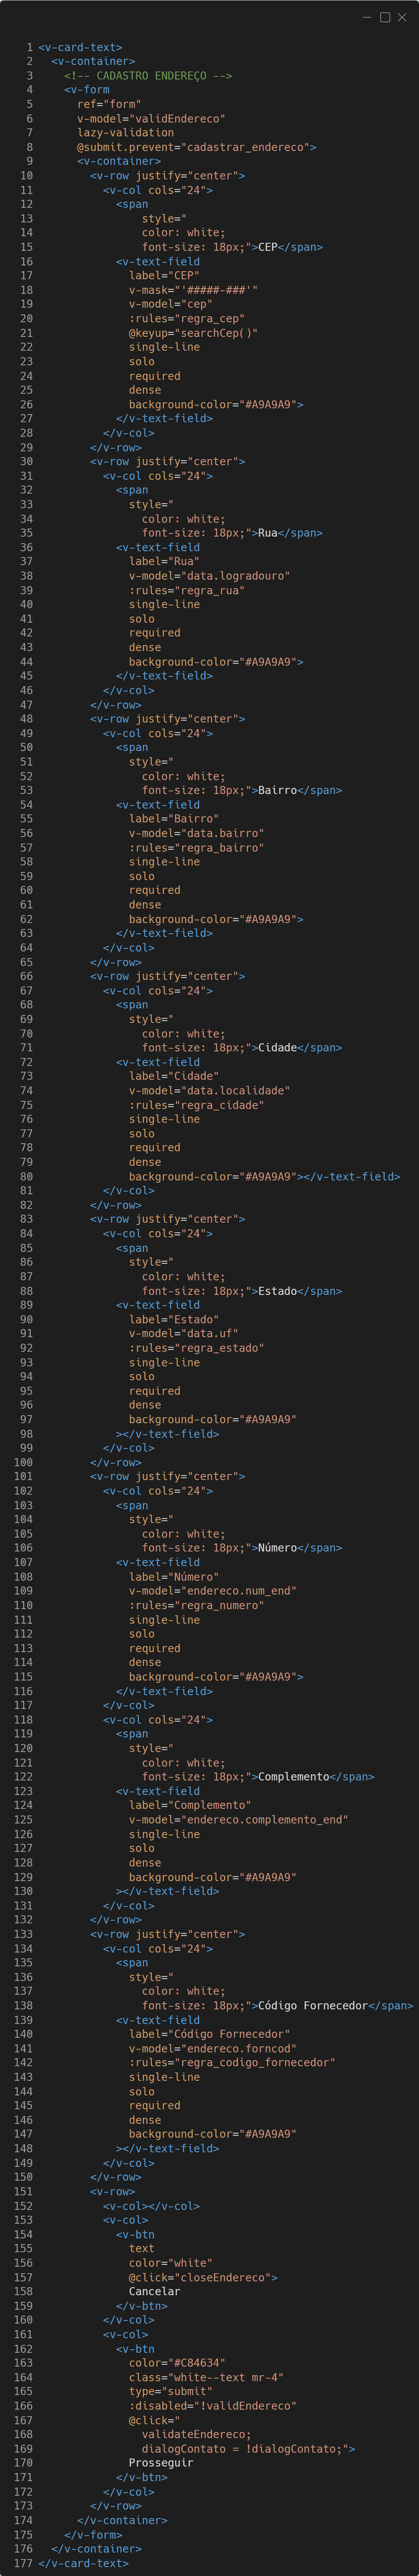 1 <v-card-text>
2   <v-container>
3     <!-- CADASTRO ENDEREÇO -->
4     <v-form
5       ref="form"
6       v-model="validEndereco"
7       lazy-validation
8       @submit.prevent="cadastrar_endereco">
9       <v-container>
10         <v-row justify="center">
11           <v-col cols="24">
12             <span
13                 style="
14                 color: white;
15                 font-size: 18px;">CEP</span>
16             <v-text-field
17               label="CEP"
18               v-mask="'#####-###'"
19               v-model="cep"
20               :rules="regra_cep"
21               @keyup="searchCep()"
22               single-line
23               solo
24               required
25               dense
26               background-color="#A9A9A9">
27             </v-text-field>
28           </v-col>
29         </v-row>
30         <v-row justify="center">
31           <v-col cols="24">
32             <span
33               style="
34                 color: white;
35                 font-size: 18px;">Rua</span>
36             <v-text-field
37               label="Rua"
38               v-model="data.logradouro"
39               :rules="regra_rua"
40               single-line
41               solo
42               required
43               dense
44               background-color="#A9A9A9">
45             </v-text-field>
46           </v-col>
47         </v-row>
48         <v-row justify="center">
49           <v-col cols="24">
50             <span
51               style="
52                 color: white;
53                 font-size: 18px;">Bairro</span>
54             <v-text-field
55               label="Bairro"
56               v-model="data.bairro"
57               :rules="regra_bairro"
58               single-line
59               solo
60               required
61               dense
62               background-color="#A9A9A9">
63             </v-text-field>
64           </v-col>
65         </v-row>
66         <v-row justify="center">
67           <v-col cols="24">
68             <span
69               style="
70                 color: white;
71                 font-size: 18px;">Cidade</span>
72             <v-text-field
73               label="Cidade"
74               v-model="data.localidade"
75               :rules="regra_cidade"
76               single-line
77               solo
78               required
79               dense
80               background-color="#A9A9A9"></v-text-field>
81           </v-col>
82         </v-row>
83         <v-row justify="center">
84           <v-col cols="24">
85             <span
86               style="
87                 color: white;
88                 font-size: 18px;">Estado</span>
89             <v-text-field
90               label="Estado"
91               v-model="data.uf"
92               :rules="regra_estado"
93               single-line
94               solo
95               required
96               dense
97               background-color="#A9A9A9"
98             ></v-text-field>
99           </v-col>
100         </v-row>
101         <v-row justify="center">
102           <v-col cols="24">
103             <span
104               style="
105                 color: white;
106                 font-size: 18px;">Número</span>
107             <v-text-field
108               label="Número"
109               v-model="endereco.num_end"
110               :rules="regra_numero"
111               single-line
112               solo
113               required
114               dense
115               background-color="#A9A9A9">
116             </v-text-field>
117           </v-col>
118           <v-col cols="24">
119             <span
120               style="
121                 color: white;
122                 font-size: 18px;">Complemento</span>
123             <v-text-field
124               label="Complemento"
125               v-model="endereco.complemento_end"
126               single-line
127               solo
128               dense
129               background-color="#A9A9A9"
130             ></v-text-field>
131           </v-col>
132         </v-row>
133         <v-row justify="center">
134           <v-col cols="24">
135             <span
136               style="
137                 color: white;
138                 font-size: 18px;">Código Fornecedor</span>
139             <v-text-field
140               label="Código Fornecedor"
141               v-model="endereco.forncod"
142               :rules="regra_codigo_fornecedor"
143               single-line
144               solo
145               required
146               dense
147               background-color="#A9A9A9"
148             ></v-text-field>
149           </v-col>
150         </v-row>
151         <v-row>
152           <v-col></v-col>
153           <v-col>
154             <v-btn
155               text
156               color="white"
157               @click="closeEndereco">
158               Cancelar
159             </v-btn>
160           </v-col>
161           <v-col>
162             <v-btn
163               color="#C84634"
164               class="white--text mr-4"
165               type="submit"
166               :disabled="!validEndereco"
167               @click="
168                 validateEndereco;
169                 dialogContato = !dialogContato;">
170               Prosseguir
171             </v-btn>
172           </v-col>
173         </v-row>
174       </v-container>
175     </v-form>
176   </v-container>
177 </v-card-text>